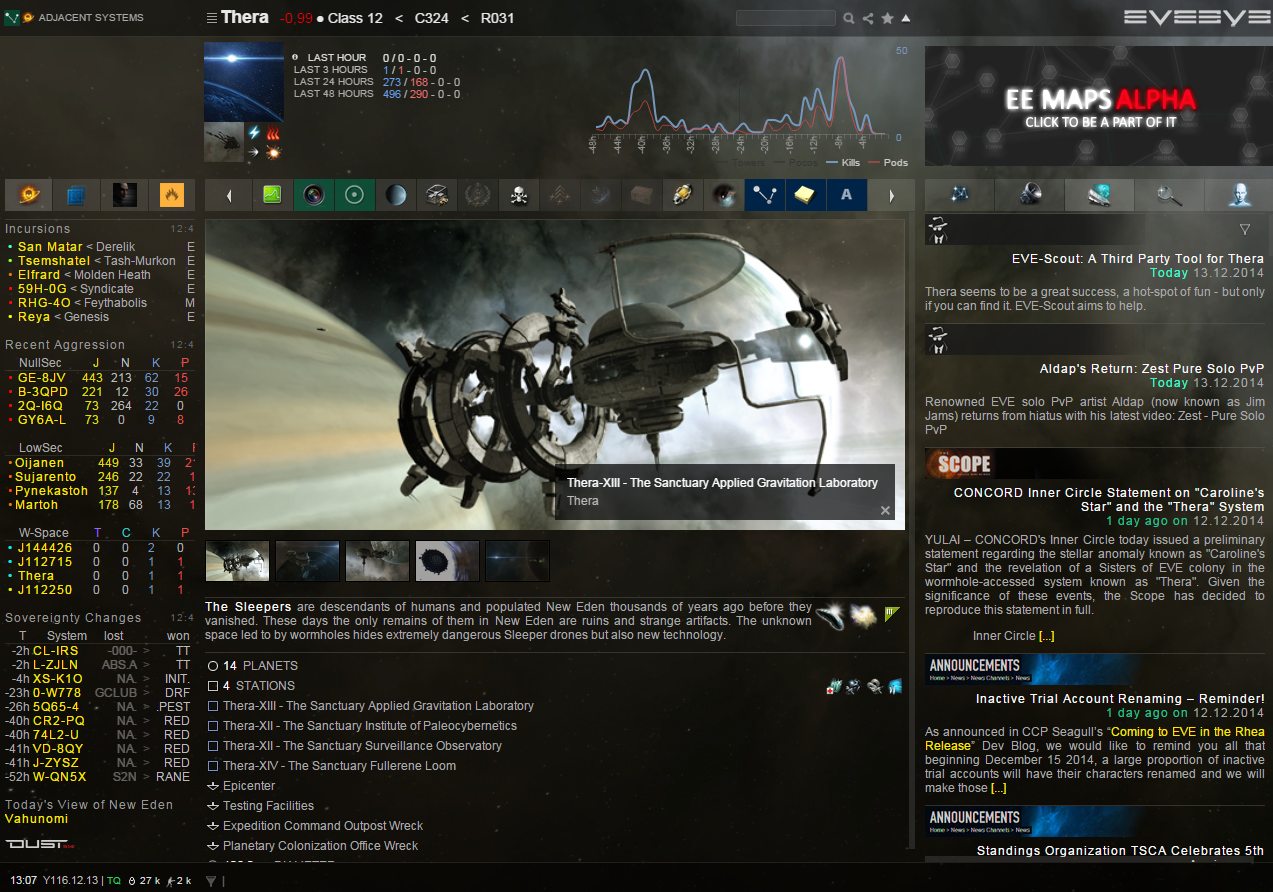 ADJACENT SYSTEMS
Thera -0,99 ● Class 12 < C324 < R031
EVEEYE
LAST HOUR 0 / 0 - 0 - 0
LAST 3 HOURS 1 / 1 - 0 - 0
LAST 24 HOURS 273 / 168 - 0 - 0
LAST 48 HOURS 496 / 290 - 0 - 0
50
0
-48h -44h -40h -36h -32h -28h -24h -20h -16h -12h -8h -4h
Towers Pocos Kills Pods
EE MAPS ALPHA
CLICK TO BE A PART OF IT
A
Incursions 12:4
San Matar < Derelik E
Tsemshatel < Tash-Murkon E
Elfrard < Molden Heath E
59H-0G < Syndicate E
RHG-4O < Feythabolis M
Reya < Genesis E
Recent Aggression 12:4
NullSec J N K P
GE-8JV 443 213 62 15
B-3QPD 221 12 30 26
2Q-I6Q 73 264 22 0
GY6A-L 73 0 9 8
LowSec J N K
Oijanen 449 33 39
Sujarento 246 22 22
Pynekastoh 137 4 13
Martoh 178 68 13
W-Space T C K P
J144426 0 0 2 0
J112715 0 0 1 1
Thera 0 0 1 1
J112250 0 0 1 1
Sovereignty Changes 12:4
T System lost won
-2h CL-IRS -000- > TT
-2h L-ZJLN ABS.A > TT
-4h XS-K1O NA. > INIT.
-23h 0-W778 GCLUB > DRF
-26h 5Q65-4 NA. > .PEST
-40h CR2-PQ NA. > RED
-40h 74L2-U NA. > RED
-41h VD-8QY NA. > RED
-41h J-ZYSZ NA. > RED
-52h W-QN5X S2N > RANE
Today's View of New Eden
Vahunomi
DUST
Thera-XIII - The Sanctuary Applied Gravitation Laboratory
Thera
The Sleepers are descendants of humans and populated New Eden thousands of years ago before they
vanished. These days the only remains of them in New Eden are ruins and strange artifacts. The unknown
space led to by wormholes hides extremely dangerous Sleeper drones but also new technology.
14 PLANETS
4 STATIONS
Thera-XIII - The Sanctuary Applied Gravitation Laboratory
Thera-XII - The Sanctuary Institute of Paleocybernetics
Thera-XII - The Sanctuary Surveillance Observatory
Thera-XIV - The Sanctuary Fullerene Loom
Epicenter
Testing Facilities
Expedition Command Outpost Wreck
Planetary Colonization Office Wreck
EVE-Scout: A Third Party Tool for Thera
Today 13.12.2014
Thera seems to be a great success, a hot-spot of fun - but only
if you can find it. EVE-Scout aims to help.
Aldap's Return: Zest Pure Solo PvP
Today 13.12.2014
Renowned EVE solo PvP artist Aldap (now known as Jim
Jams) returns from hiatus with his latest video: Zest - Pure Solo
PvP
THE SCOPE
CONCORD Inner Circle Statement on "Caroline's
Star" and the "Thera" System
1 day ago on 12.12.2014
YULAI – CONCORD's Inner Circle today issued a preliminary
statement regarding the stellar anomaly known as "Caroline's
Star" and the revelation of a Sisters of EVE colony in the
wormhole-accessed system known as "Thera". Given the
significance of these events, the Scope has decided to
reproduce this statement in full.
Inner Circle [...]
ANNOUNCEMENTS
Home > News > News Channels > News
Inactive Trial Account Renaming – Reminder!
1 day ago on 12.12.2014
As announced in CCP Seagull's “Coming to EVE in the Rhea
Release” Dev Blog, we would like to remind you all that
beginning December 15 2014, a large proportion of inactive
trial accounts will have their characters renamed and we will
make those [...]
ANNOUNCEMENTS
Home > News > News Channels > News
Standings Organization TSCA Celebrates 5th
13:07 Y116.12.13 | TQ 27 k 2 k |